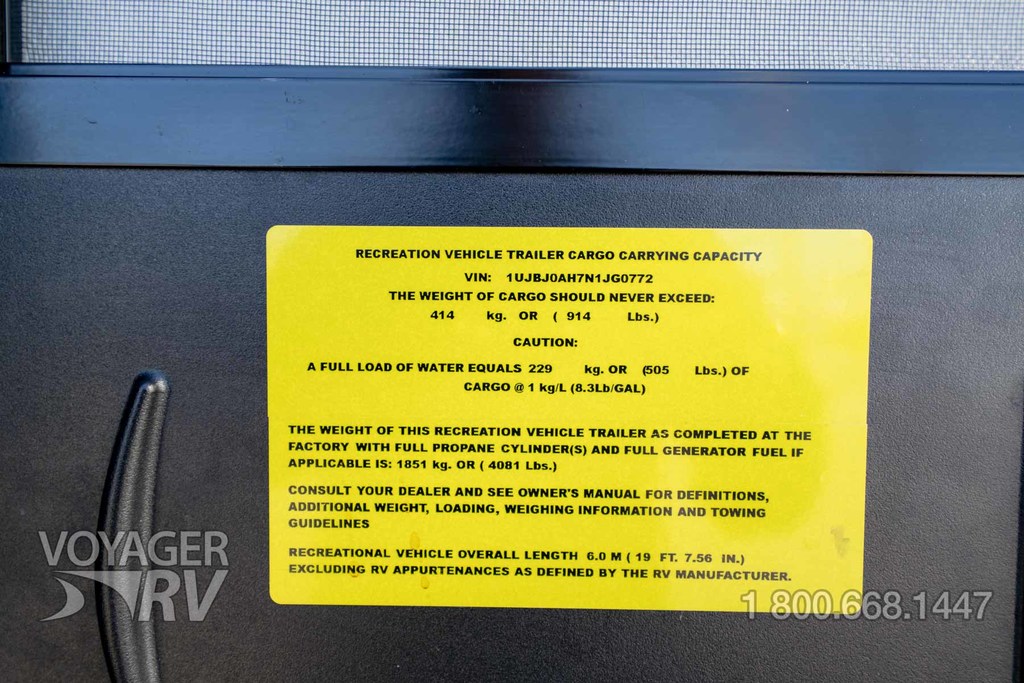 RECREATION VEHICLE TRAILER CARGO CARRYING CAPACITY
VIN: 1UJBJ0AH7N1JG0772
THE WEIGHT OF CARGO SHOULD NEVER EXCEED:
414 kg. OR ( 914 Lbs.)
CAUTION:
A FULL LOAD OF WATER EQUALS 229 kg. OR (505 Lbs.) OF
CARGO @ 1 kg/L (8.3Lb/GAL)
THE WEIGHT OF THIS RECREATION VEHICLE TRAILER AS COMPLETED AT THE
FACTORY WITH FULL PROPANE CYLINDER(S) AND FULL GENERATOR FUEL IF
APPLICABLE IS: 1851 kg. OR ( 4081 Lbs.)
CONSULT YOUR DEALER AND SEE OWNER'S MANUAL FOR DEFINITIONS,
ADDITIONAL WEIGHT, LOADING, WEIGHING INFORMATION AND TOWING
GUIDELINES
RECREATIONAL VEHICLE OVERALL LENGTH 6.0 M ( 19 FT. 7.56 IN.)
EXCLUDING RV APPURTENANCES AS DEFINED BY THE RV MANUFACTURER.
VOYAGER
RV
1 800.668.1447